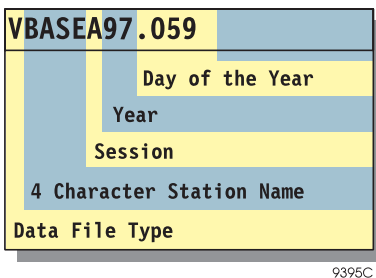 VBASEA97.059
Day of the Year
Year
Session
4 Character Station Name
Data File Type
9395C